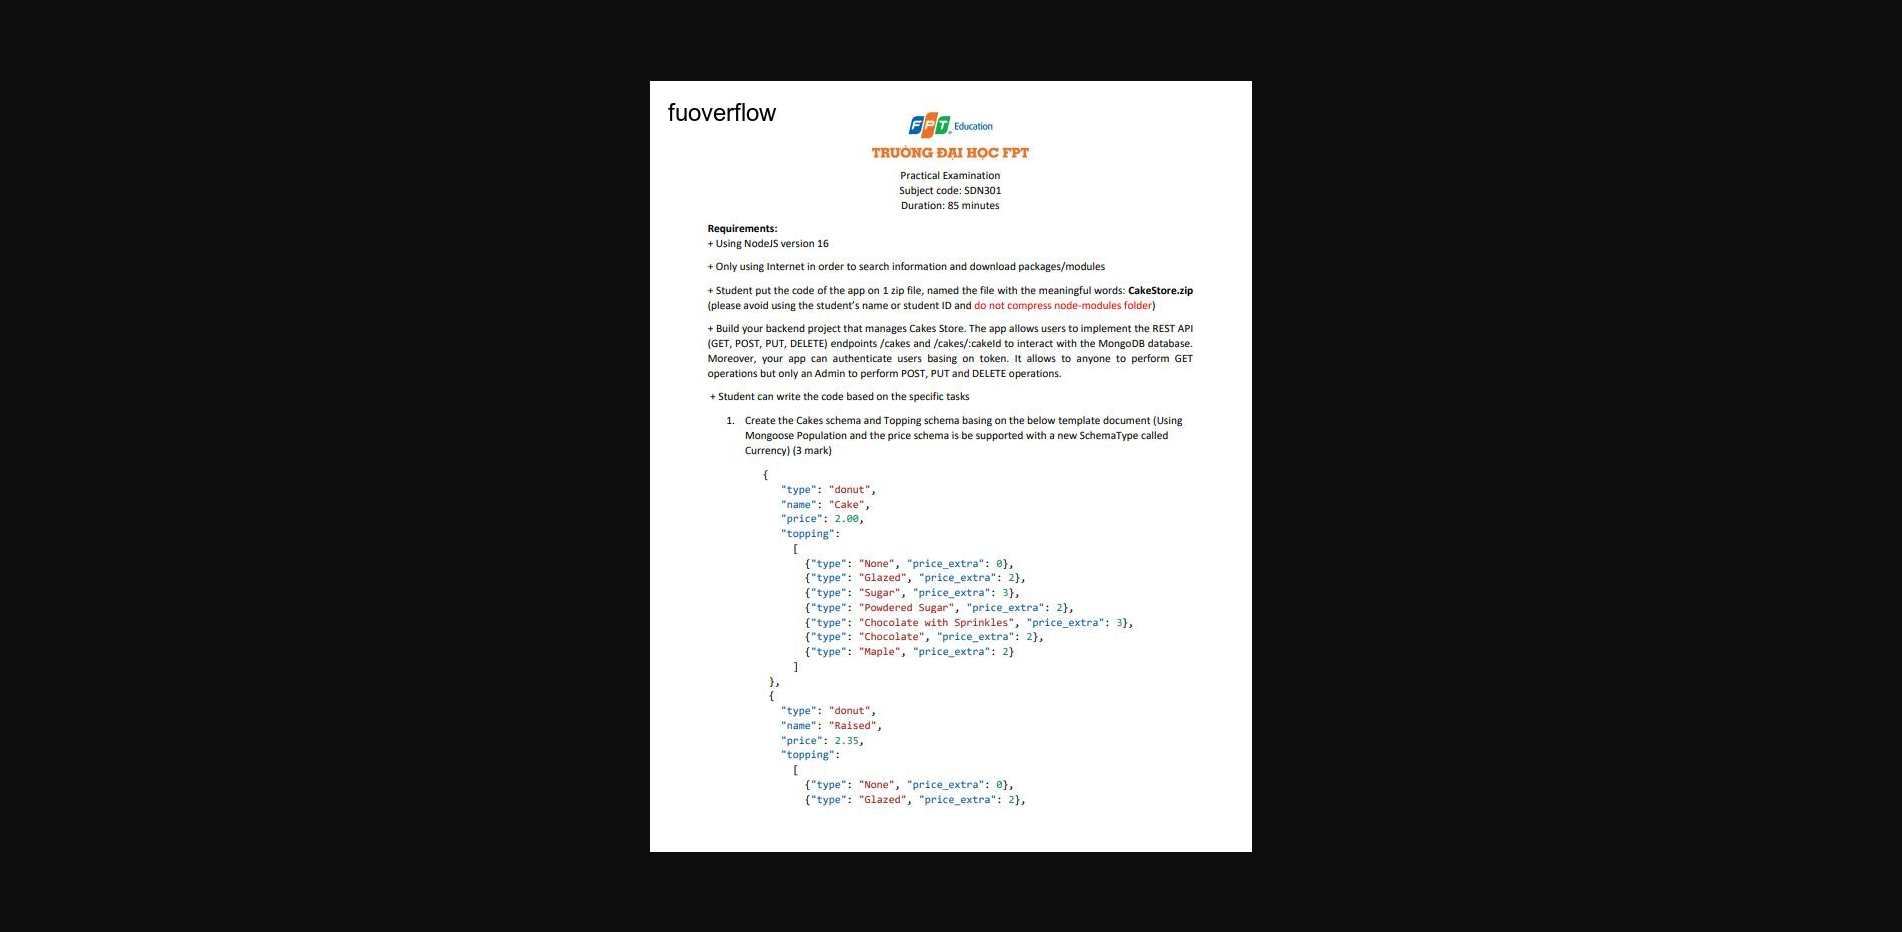 fuoverflow
FPT Education
TRƯỜNG ĐẠI HỌC FPT
Practical Examination
Subject code: SDN301
Duration: 85 minutes
Requirements:
+ Using NodeJS version 16
+ Only using Internet in order to search information and download packages/modules
+ Student put the code of the app on 1 zip file, named the file with the meaningful words: CakeStore.zip
(please avoid using the student's name or student ID and do not compress node-modules folder)
+ Build your backend project that manages Cakes Store. The app allows users to implement the REST API
(GET, POST, PUT, DELETE) endpoints /cakes and /cakes/:cakeId to interact with the MongoDB database.
Moreover, your app can authenticate users basing on token. It allows to anyone to perform GET
operations but only an Admin to perform POST, PUT and DELETE operations.
+ Student can write the code based on the specific tasks
1. Create the Cakes schema and Topping schema basing on the below template document (Using
Mongoose Population and the price schema is be supported with a new SchemaType called
Currency) (3 mark)
{
"type": "donut",
"name": "Cake",
"price": 2.00,
"topping":
[
{"type": "None", "price_extra": 0},
{"type": "Glazed", "price_extra": 2},
{"type": "Sugar", "price_extra": 3},
{"type": "Powdered Sugar", "price_extra": 2},
{"type": "Chocolate with Sprinkles", "price_extra": 3},
{"type": "Chocolate", "price_extra": 2},
{"type": "Maple", "price_extra": 2}
]
},
{
"type": "donut",
"name": "Raised",
"price": 2.35,
"topping":
[
{"type": "None", "price_extra": 0},
{"type": "Glazed", "price_extra": 2},